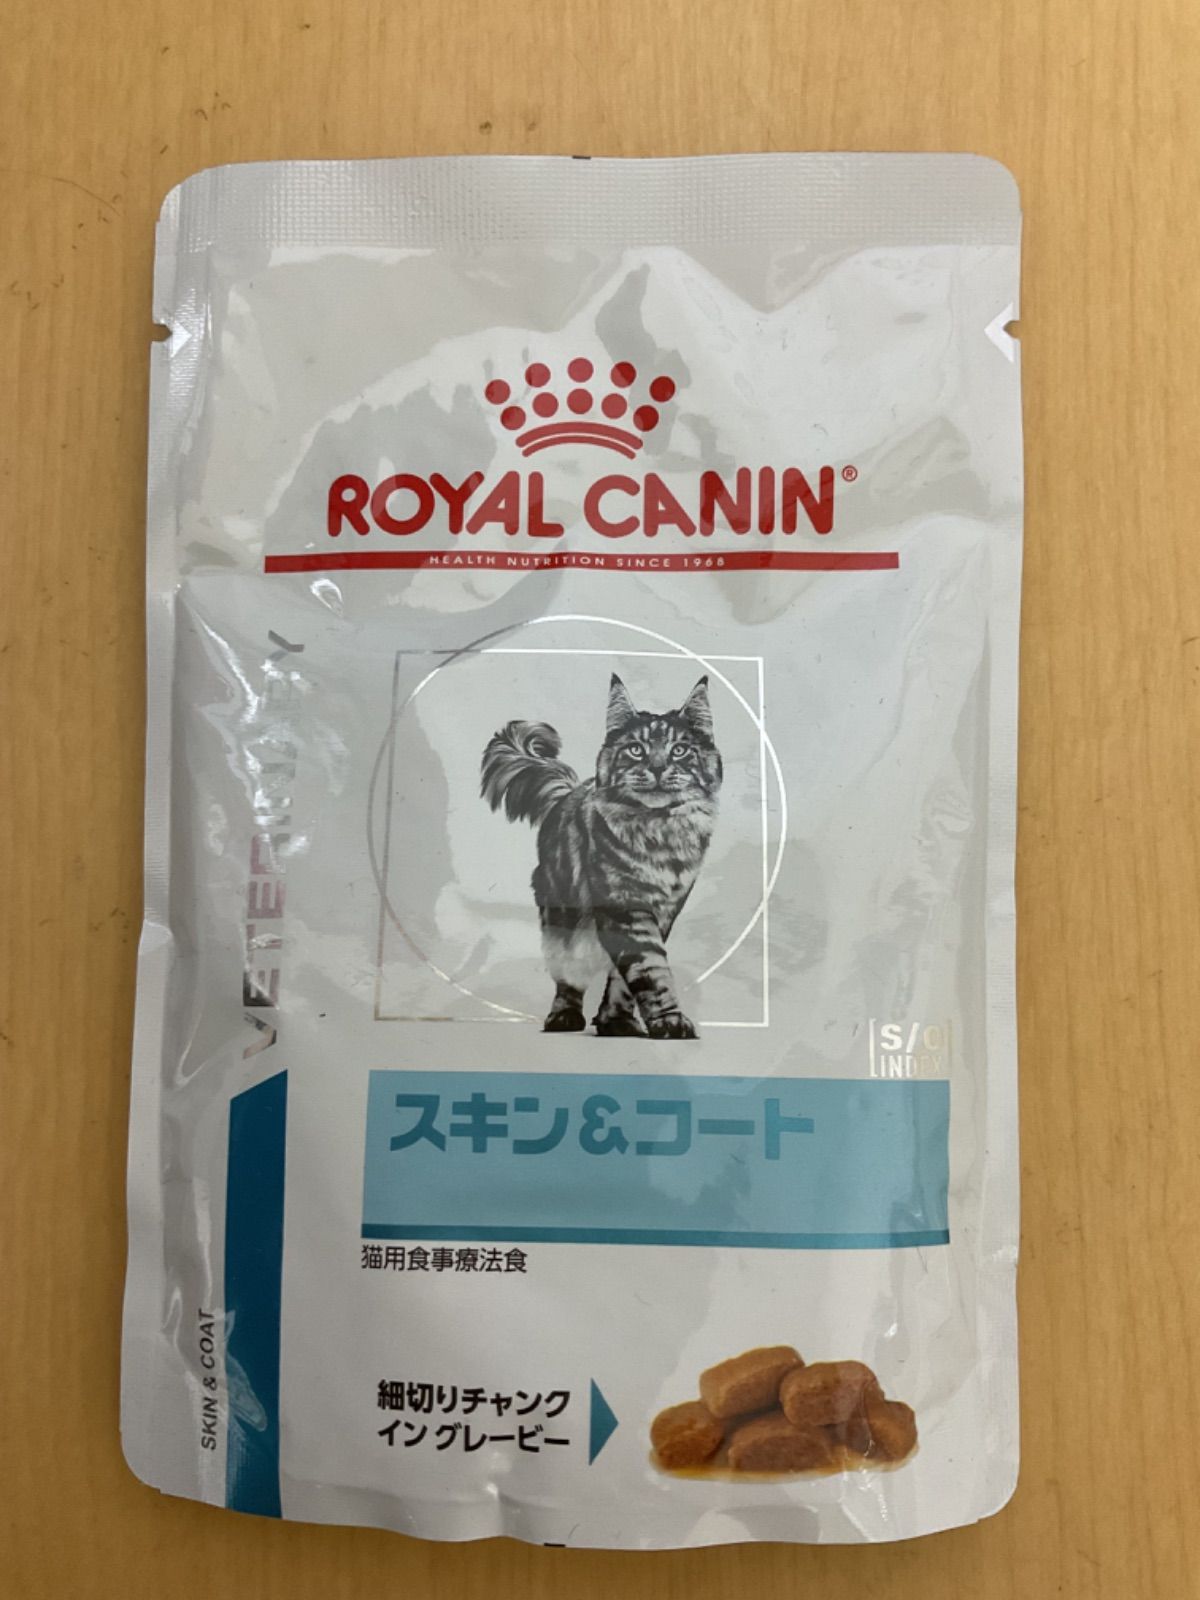 ROYAL CANIN®
HEALTH NUTRITION SINCE 1968
VETERINARY
[S/O
INDEX]
スキン&コート
猫用食事療法食
SKIN & COAT
細切りチャンク
イン グレービー